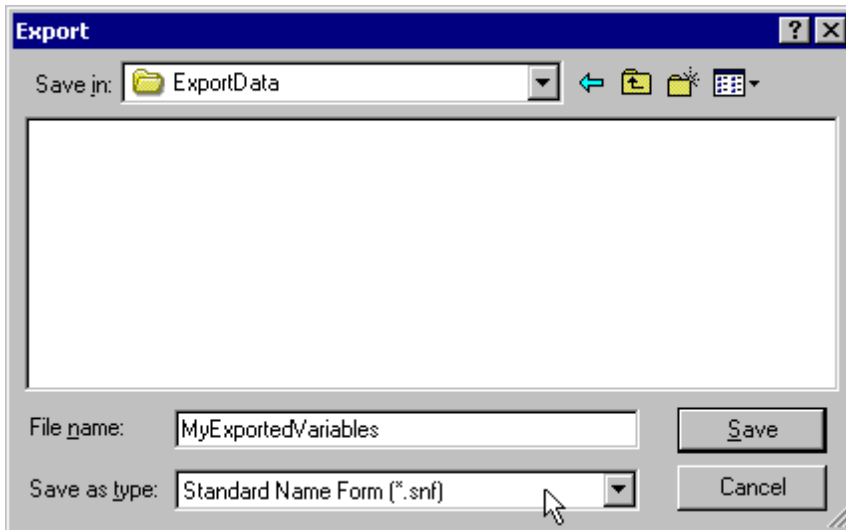 Export
Save in: ExportData
File name: MyExportedVariables Save
Save as type: Standard Name Form (*.snf) Cancel